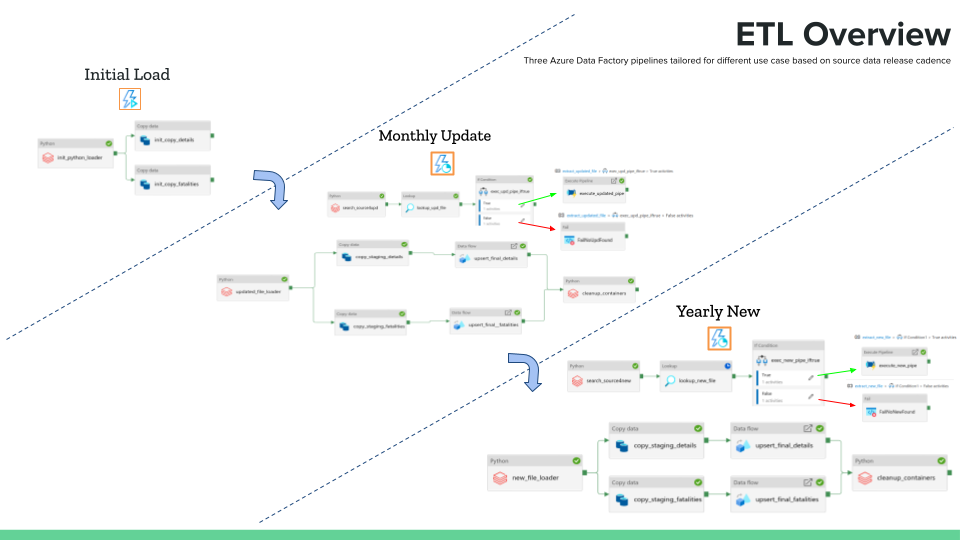 ETL Overview
Three Azure Data Factory pipelines tailored for different use case based on source data release cadence
Initial Load
Python
init_python_loader
Copy data
init_copy_details
Copy data
init_copy_fatalities
Monthly Update
Python
Lookup
lookup_upd_file
If Condition
exec_upd_pipe_iftrue
True
1 activities
False
1 activities
extract_updated_file > exec_upd_pipe_iftrue > True activities
Execute Pipeline
execute_updated_pipe
extract_updated_file > exec_upd_pipe_iftrue > False activities
Fail
FailNoUpdFound
Python
updated_file_loader
Copy data
copy_staging_details
Data flow
upsert_final_details
Copy data
copy_staging_fatalities
Data flow
upsert_final_fatalities
Python
cleanup_containers
Yearly New
Python
search_sourcednew
Lookup
lookup_new_file
If Condition
exec_new_pipe_iftrue
True
1 activities
False
1 activities
extract_new_file > If Condition1 > True activities
Execute Pipeline
execute_new_pipe
extract_new_file > If Condition1 > False activities
Fail
FailNoNewFound
Python
new_file_loader
Copy data
copy_staging_details
Data flow
upsert_final_details
Copy data
copy_staging_fatalities
Data flow
upsert_final_fatalities
Python
cleanup_containers